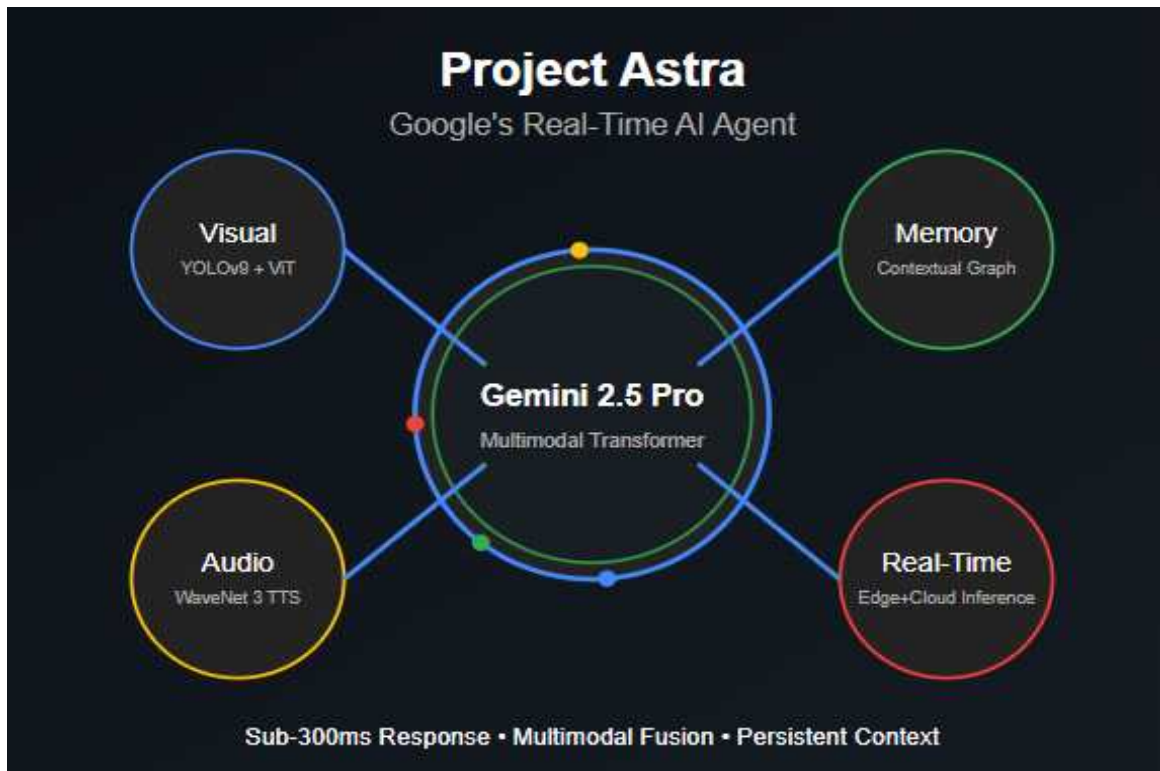 Project Astra
Google's Real-Time AI Agent
Visual
YOLOv9 + ViT
Memory
Contextual Graph
Gemini 2.5 Pro
Multimodal Transformer
Audio
WaveNet 3 TTS
Real-Time
Edge+Cloud Inference
Sub-300ms Response • Multimodal Fusion • Persistent Context